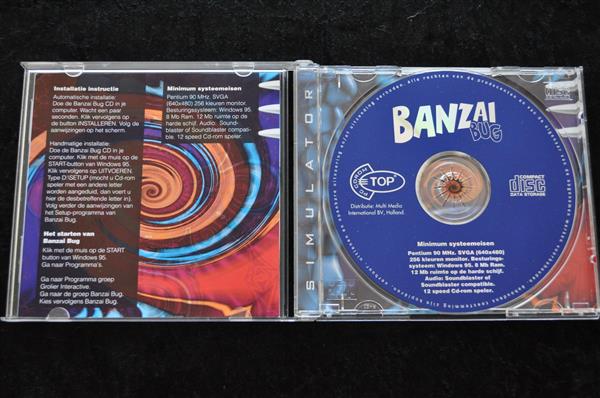 Installatie instructie
Automatische installatie:
Doe de Banzai Bug CD in je
computer. Wacht een paar
seconden. Klik vervolgens op
de button INSTALLEREN. Volg de
aanwijzingen op het scherm.
Handmatige installatie:
Doe de Banzai Bug CD in je
computer. Klik met de muis op de
START-button van Windows 95.
Klik vervolgens op UITVOEREN.
Type D:\SETUP (mocht u Cd-rom
speler met een andere letter
worden aangeduid, dan voert u
hier de desbetreffende letter in).
Volg verder de aanwijzingen van
het Setup-programma van
Banzai Bug.
Het starten van
Banzai Bug
Klik met de muis op de START
button van Windows 95.
Ga naar Programma's.
Ga naar Programma groep
Grolier Interactive.
Ga naar de groep Banzai Bug.
Kies vervolgens Banzai Bug.
Minimum systeemeisen
Pentium 90 MHz. SVGA
(640x480) 256 kleuren monitor.
Besturingssysteem: Windows 95.
8 Mb Ram. 12 Mb ruimte op de
harde schijf. Audio: Sound-
blaster of Soundblaster compati-
ble. 12 speed Cd-rom speler.
SIMULATOR
BANZAI
BUG
CD-ROM
TOP
Distributie: Multi Media
International BV, Holland.
COMPACT
disc
DATA STORAGE
Minimum systeemeisen
Pentium 90 MHz. SVGA (640x480)
256 kleuren monitor. Besturings-
systeem: Windows 95. 8 Mb Ram.
12 Mb ruimte op de harde schijf.
Audio: Soundblaster of
Soundblaster compatible.
12 speed Cd-rom speler.